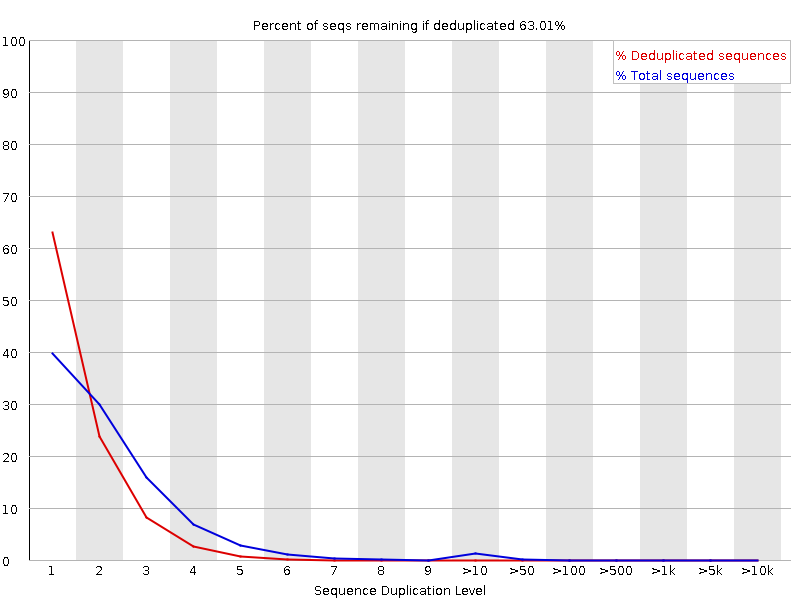 Percent of seqs remaining if deduplicated 63.01%
% Deduplicated sequences
% Total sequences
100
90
80
70
60
50
40
30
20
10
0
1 2 3 4 5 6 7 8 9 >10 >50 >100 >500 >1k >5k >10k
Sequence Duplication Level